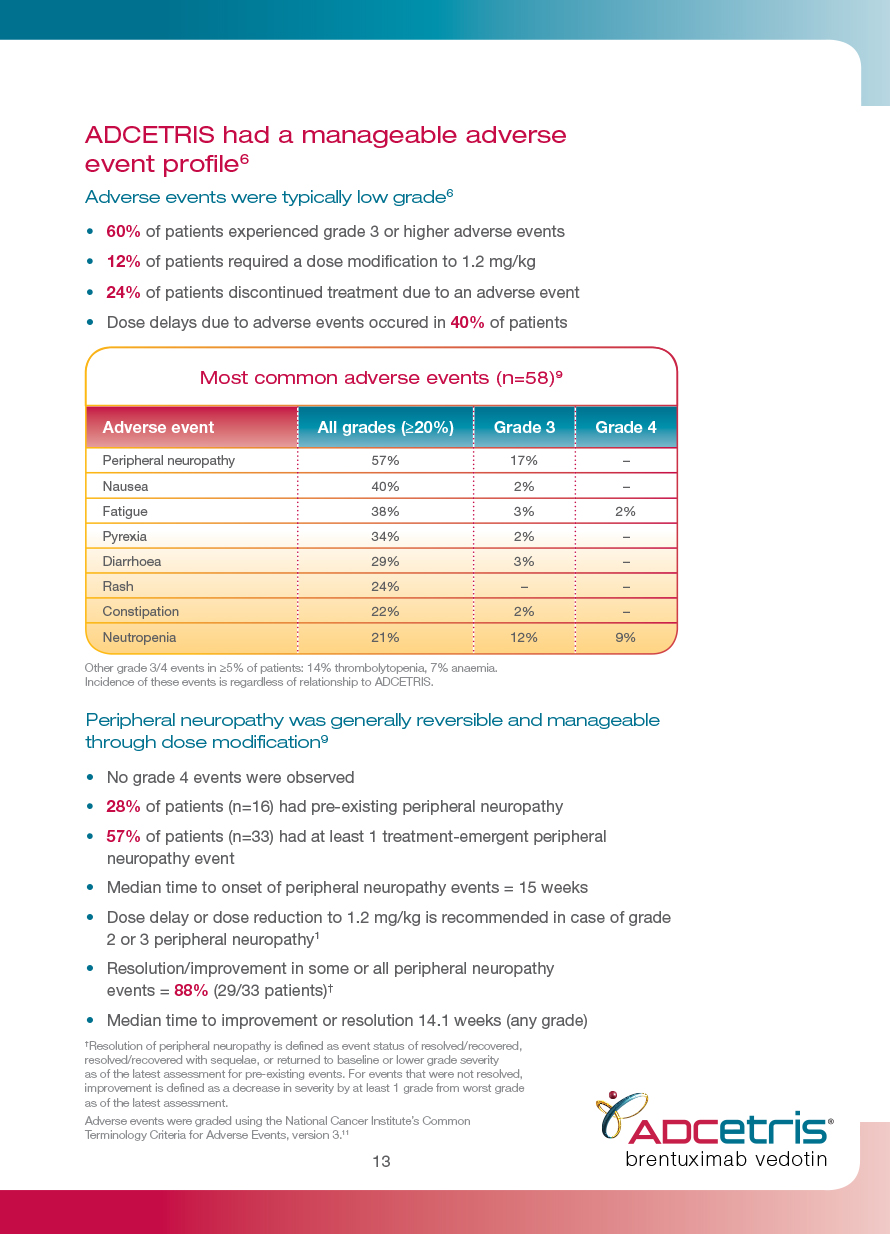 ADCETRIS had a manageable adverse
event profile⁶
Adverse events were typically low grade⁶
• 60% of patients experienced grade 3 or higher adverse events
• 12% of patients required a dose modification to 1.2 mg/kg
• 24% of patients discontinued treatment due to an adverse event
• Dose delays due to adverse events occured in 40% of patients
Most common adverse events (n=58)⁹
Adverse event All grades (≥20%) Grade 3 Grade 4
Peripheral neuropathy 57% 17% –
Nausea 40% 2% –
Fatigue 38% 3% 2%
Pyrexia 34% 2% –
Diarrhoea 29% 3% –
Rash 24% – –
Constipation 22% 2% –
Neutropenia 21% 12% 9%
Other grade 3/4 events in ≥5% of patients: 14% thrombolytopenia, 7% anaemia.
Incidence of these events is regardless of relationship to ADCETRIS.
Peripheral neuropathy was generally reversible and manageable
through dose modification⁹
• No grade 4 events were observed
• 28% of patients (n=16) had pre-existing peripheral neuropathy
• 57% of patients (n=33) had at least 1 treatment-emergent peripheral
neuropathy event
• Median time to onset of peripheral neuropathy events = 15 weeks
• Dose delay or dose reduction to 1.2 mg/kg is recommended in case of grade
2 or 3 peripheral neuropathy¹
• Resolution/improvement in some or all peripheral neuropathy
events = 88% (29/33 patients)†
• Median time to improvement or resolution 14.1 weeks (any grade)
†Resolution of peripheral neuropathy is defined as event status of resolved/recovered,
resolved/recovered with sequelae, or returned to baseline or lower grade severity
as of the latest assessment for pre-existing events. For events that were not resolved,
improvement is defined as a decrease in severity by at least 1 grade from worst grade
as of the latest assessment.
Adverse events were graded using the National Cancer Institute's Common
Terminology Criteria for Adverse Events, version 3.¹¹
ADCetris®
brentuximab vedotin
13